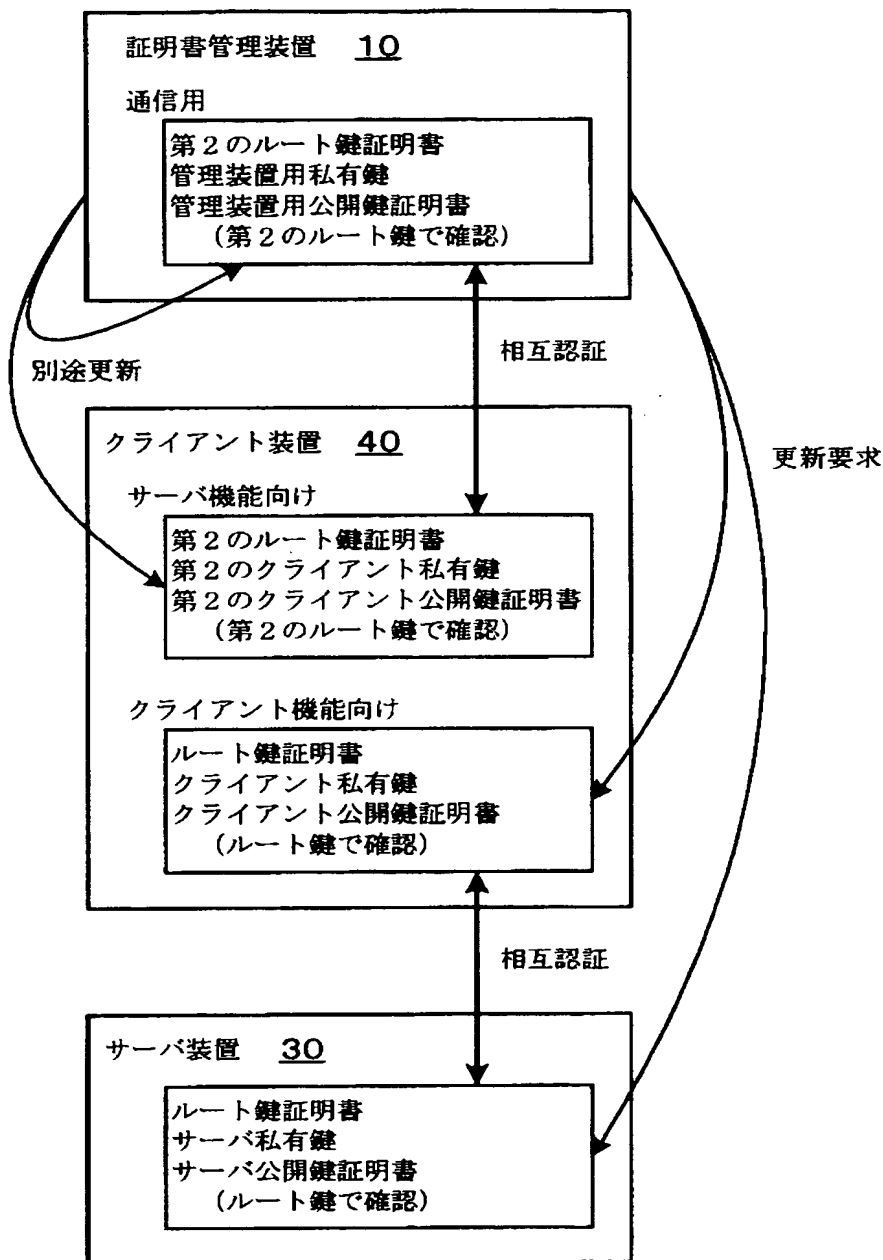 証明書管理装置 10
通信用
第2のルート鍵証明書
管理装置用私有鍵
管理装置用公開鍵証明書
(第2のルート鍵で確認)
別途更新
相互認証
クライアント装置 40
更新要求
サーバ機能向け
第2のルート鍵証明書
第2のクライアント私有鍵
第2のクライアント公開鍵証明書
(第2のルート鍵で確認)
クライアント機能向け
ルート鍵証明書
クライアント私有鍵
クライアント公開鍵証明書
(ルート鍵で確認)
相互認証
サーバ装置 30
ルート鍵証明書
サーバ私有鍵
サーバ公開鍵証明書
(ルート鍵で確認)